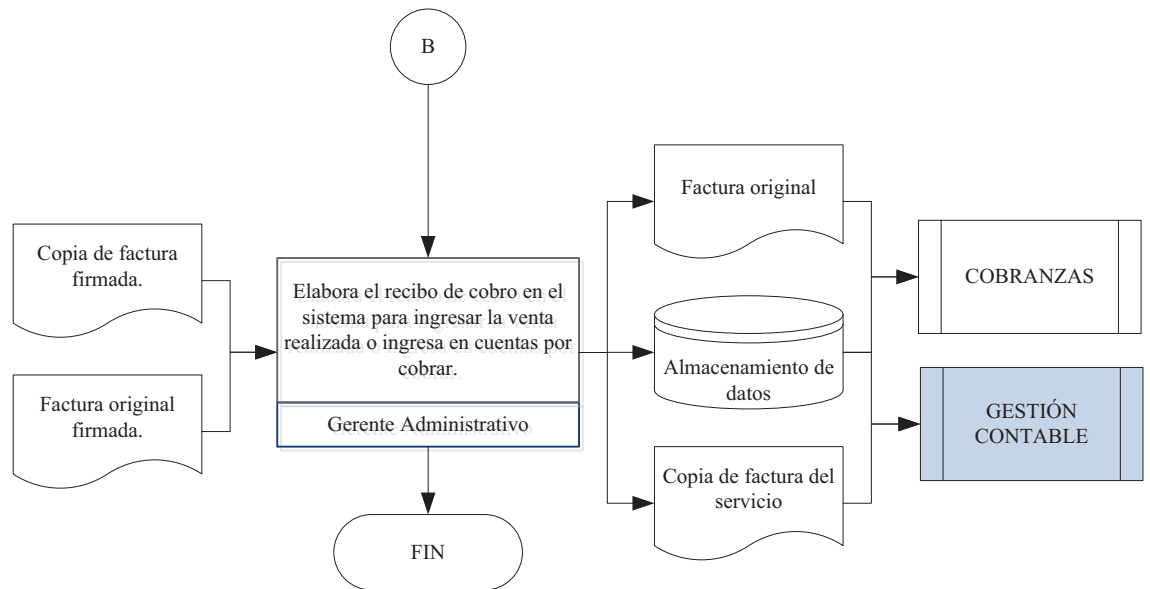 B
Copia de factura
firmada.
Factura original
firmada.
Elabora el recibo de cobro en el
sistema para ingresar la venta
realizada o ingresa en cuentas por
cobrar.
Gerente Administrativo
FIN
Factura original
Almacenamiento de
datos
Copia de factura del
servicio
COBRANZAS
GESTIÓN
CONTABLE